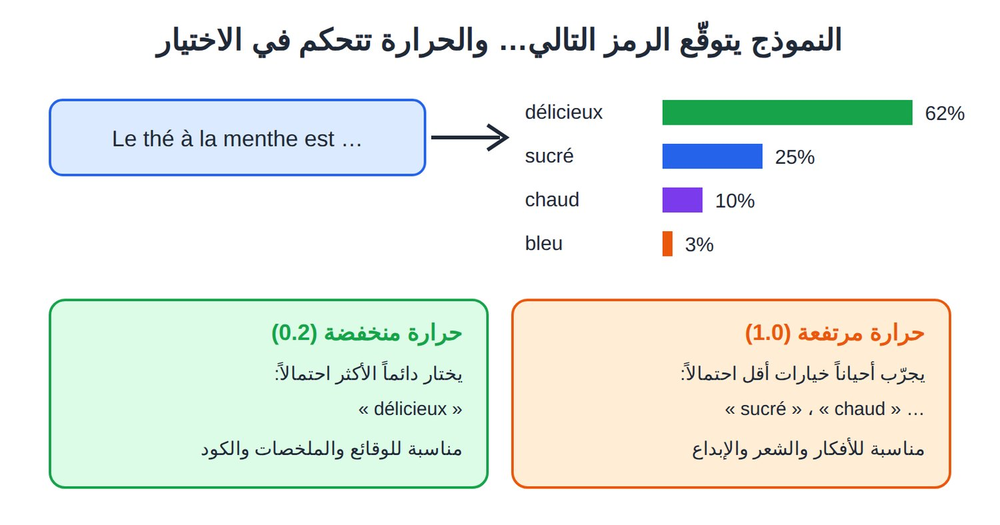 النموذج يتوقّع الرمز التالي… والحرارة تتحكم في الاختيار
Le thé à la menthe est …
délicieux 62%
sucré 25%
chaud 10%
bleu 3%
حرارة مرتفعة (1.0)
يجرّب أحياناً خيارات أقل احتمالاً:
« sucré » ، « chaud » …
مناسبة للأفكار والشعر والإبداع
حرارة منخفضة (0.2)
يختار دائماً الأكثر احتمالاً:
« délicieux »
مناسبة للوقائع والملخصات والكود